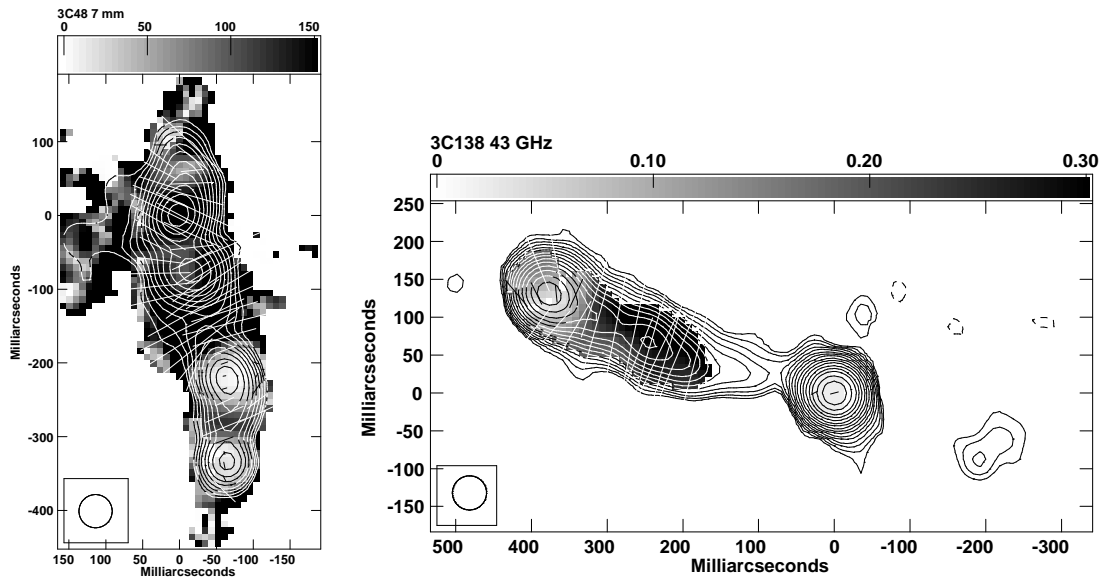 3C48 7 mm
0 50 100 150
100
0
-100
-200
-300
-400
Milliarcseconds
150 100 50 0 -50 -100 -150
Milliarcseconds
3C138 43 GHz
0 0.10 0.20 0.30
250
200
150
100
50
0
-50
-100
-150
Milliarcseconds
500 400 300 200 100 0 -100 -200 -300
Milliarcseconds